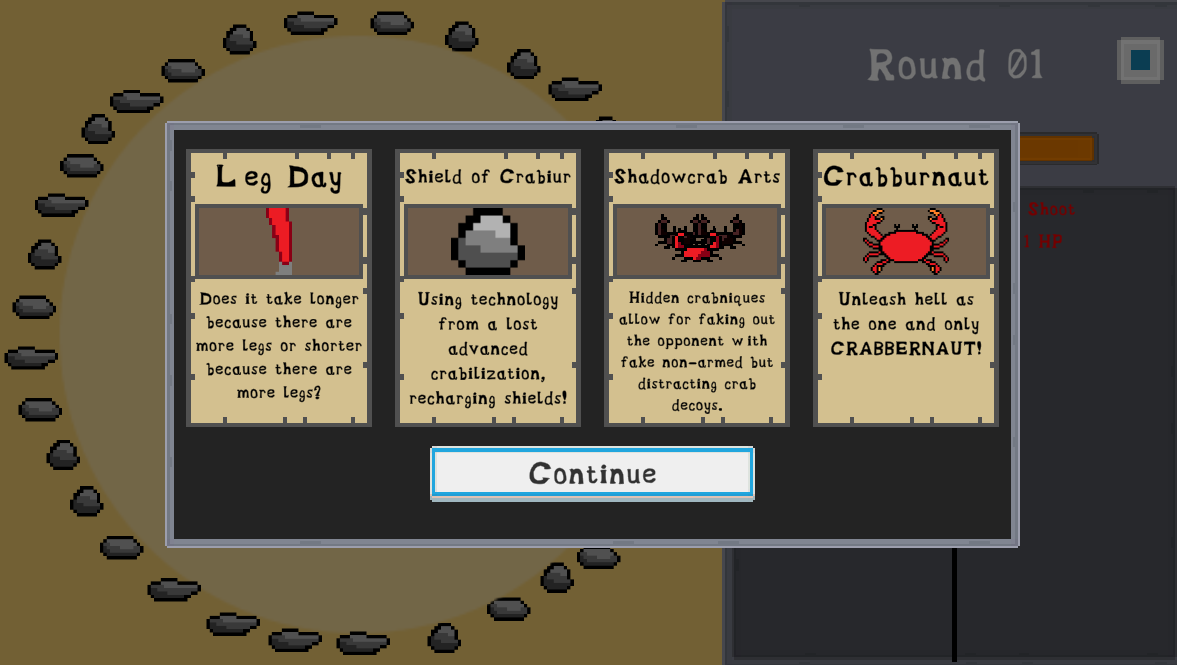 Round 01
Shoot
1 HP
Leg Day
Does it take longer
because there are
more legs or shorter
because there are
more legs?
Shield of Crabiur
Using technology
from a lost
advanced
crabilization,
recharging shields!
Shadowcrab Arts
Hidden crabniques
allow for faking out
the opponent with
fake non-armed but
distracting crab
decoys.
Crabburnaut
Unleash hell as
the one and only
CRABBERNAUT!
Continue